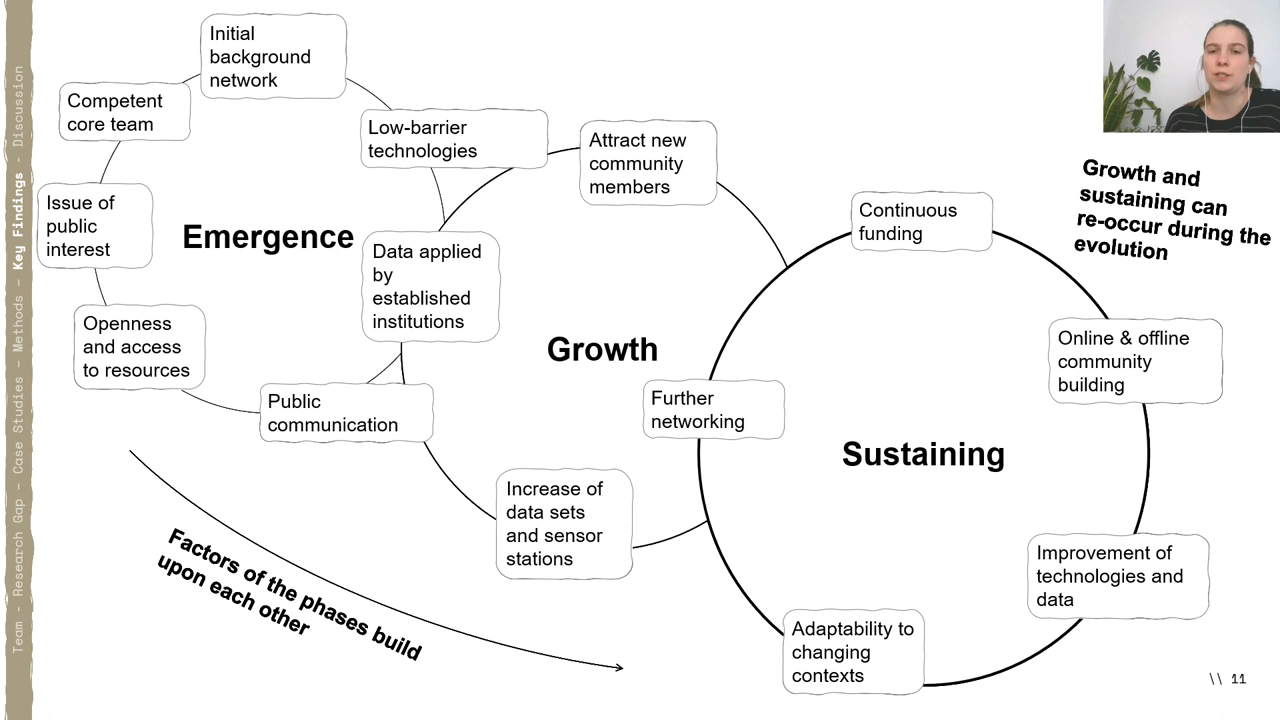 Team - Research Gap - Case Studies - Methods - Key Findings - Discussion
Initial
background
network
Competent
core team
Low-barrier
technologies
Issue of
public
interest
Emergence
Data applied
by
established
institutions
Openness
and access
to resources
Public
communication
Attract new
community
members
Growth
Further
networking
Increase of
data sets
and sensor
stations
Continuous
funding
Online & offline
community
building
Sustaining
Improvement of
technologies and
data
Adaptability to
changing
contexts
Growth and
sustaining can
re-occur during the
evolution
Factors of the phases build
upon each other
\\ 11